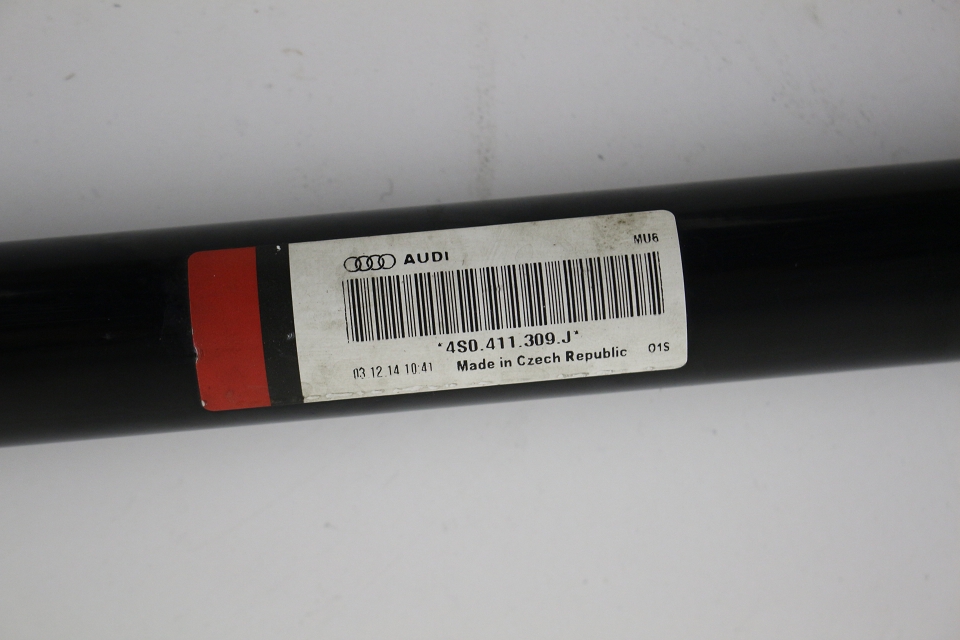 AUDI
MU6
*4S0.411.309.J*
03 12 14 10:41 Made in Czech Republic 01S